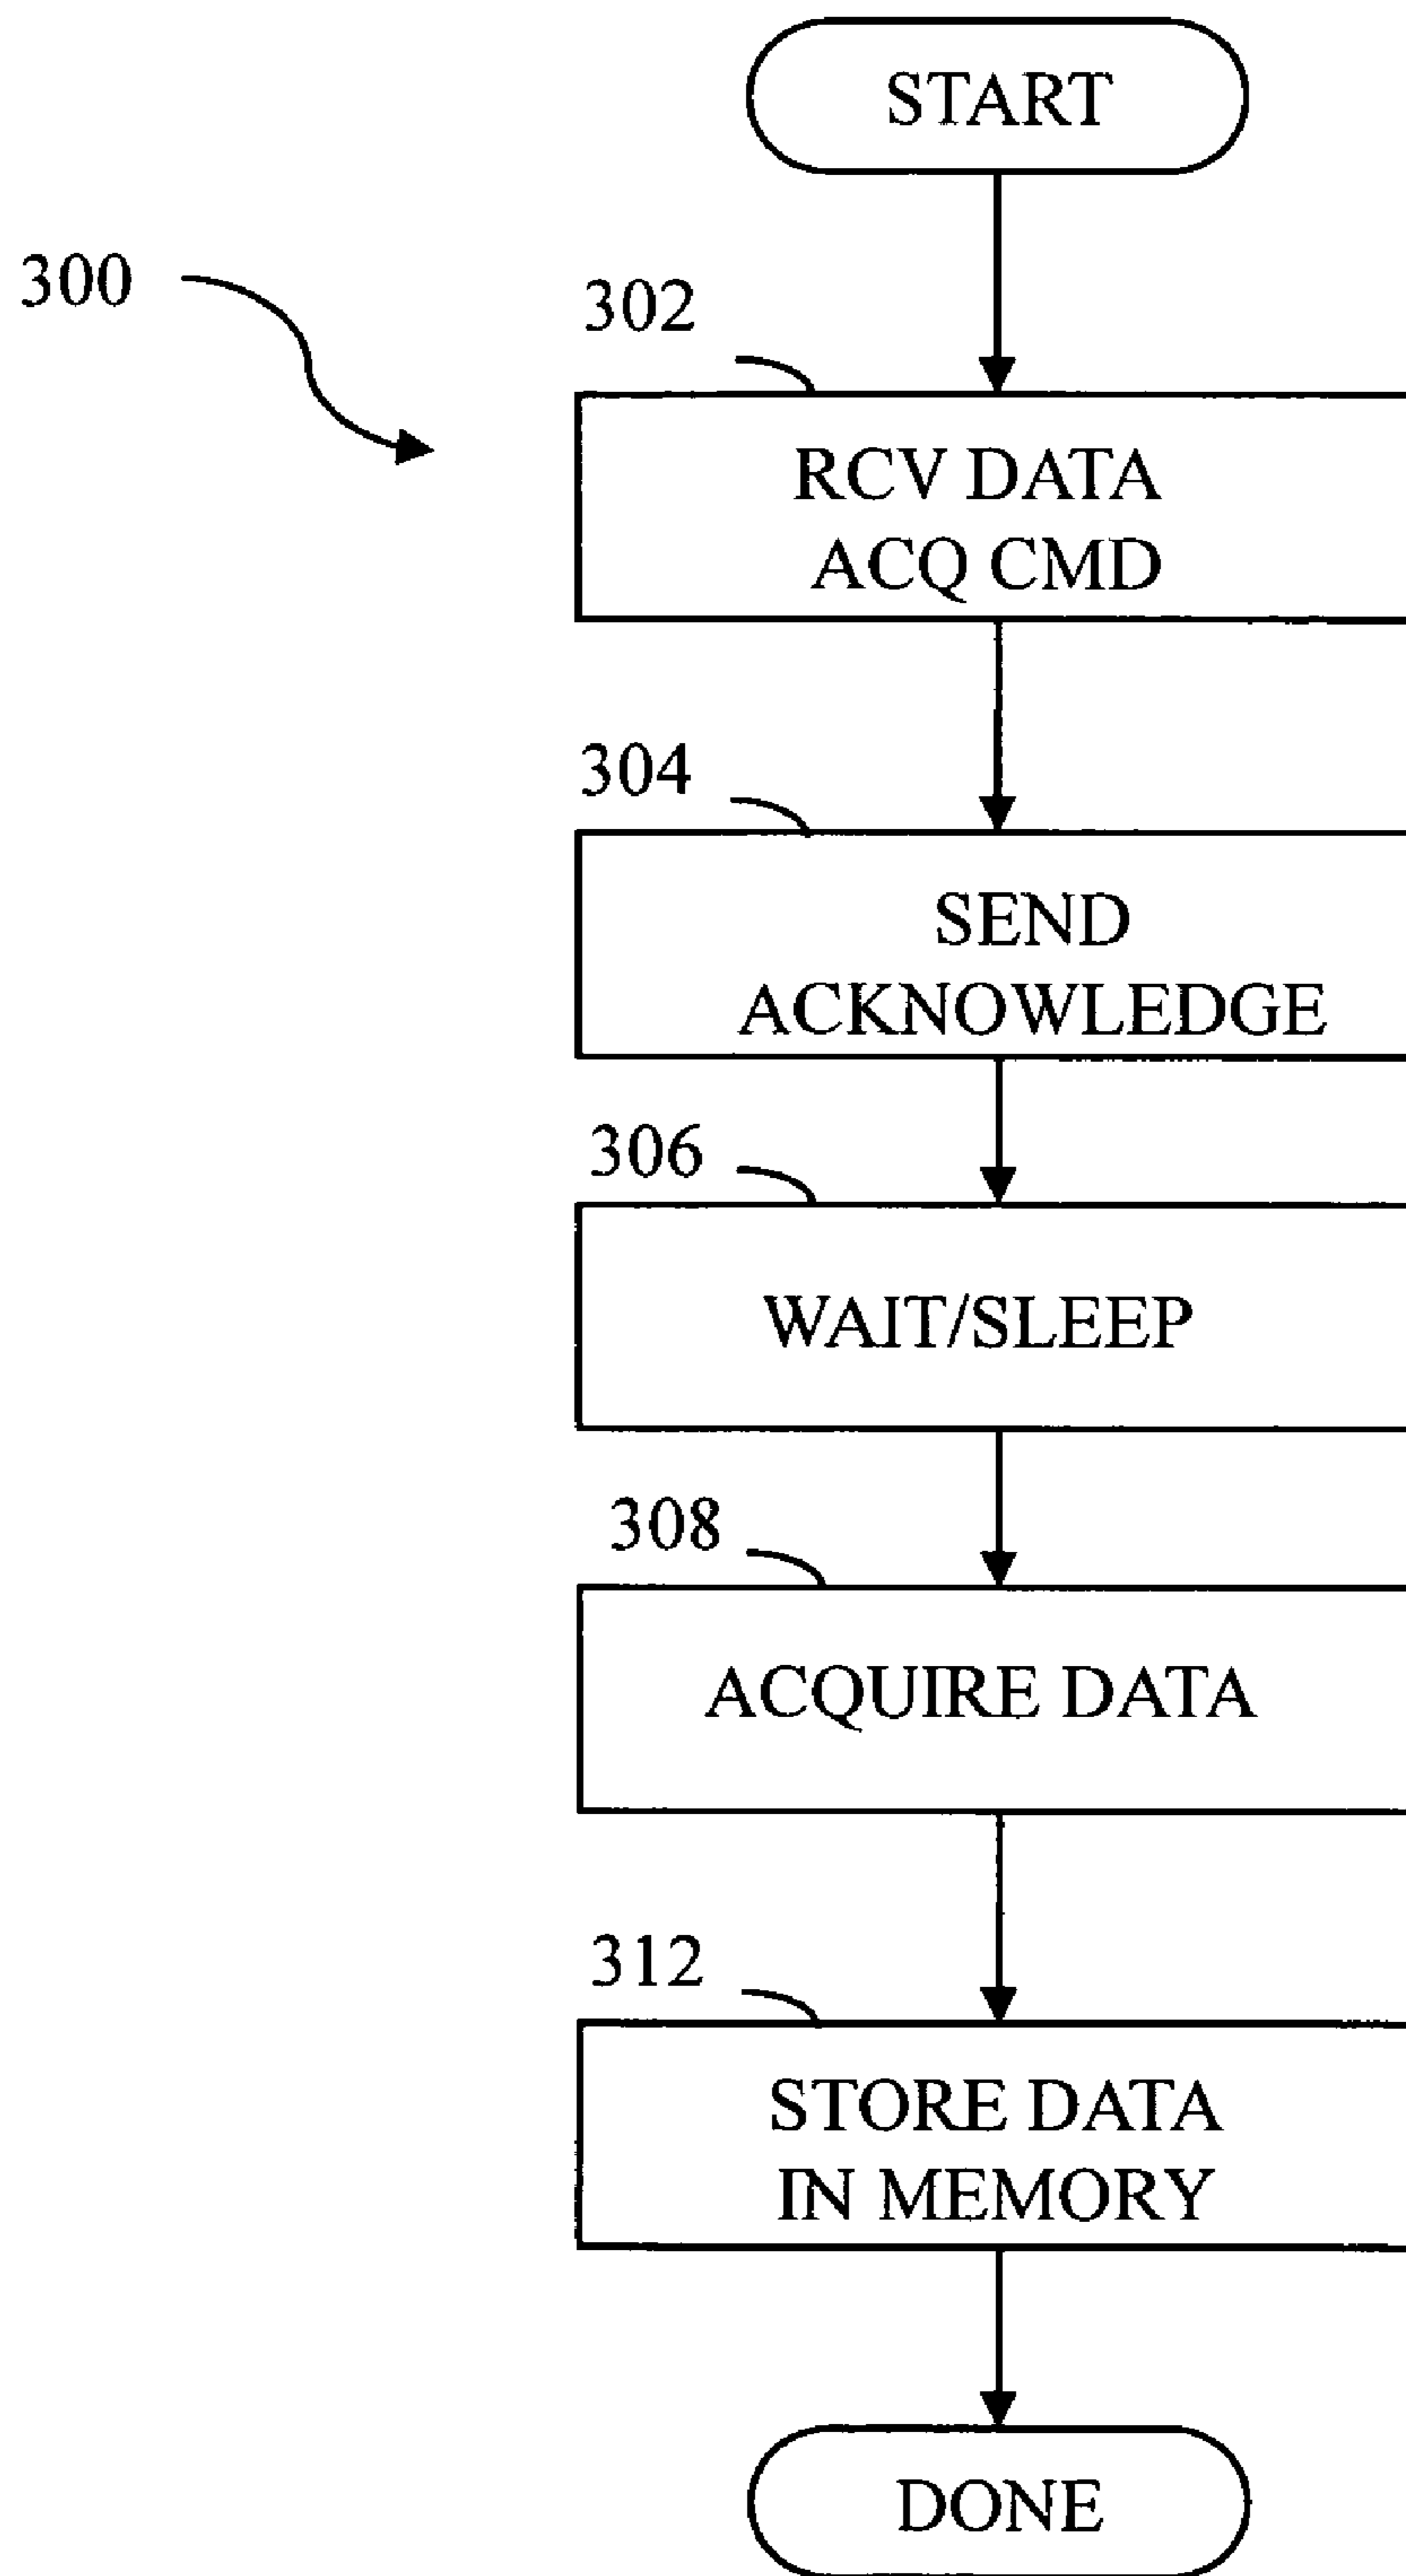 START
300
302
RCV DATA
ACQ CMD
304
SEND
ACKNOWLEDGE
306
WAIT/SLEEP
308
ACQUIRE DATA
312
STORE DATA
IN MEMORY
DONE